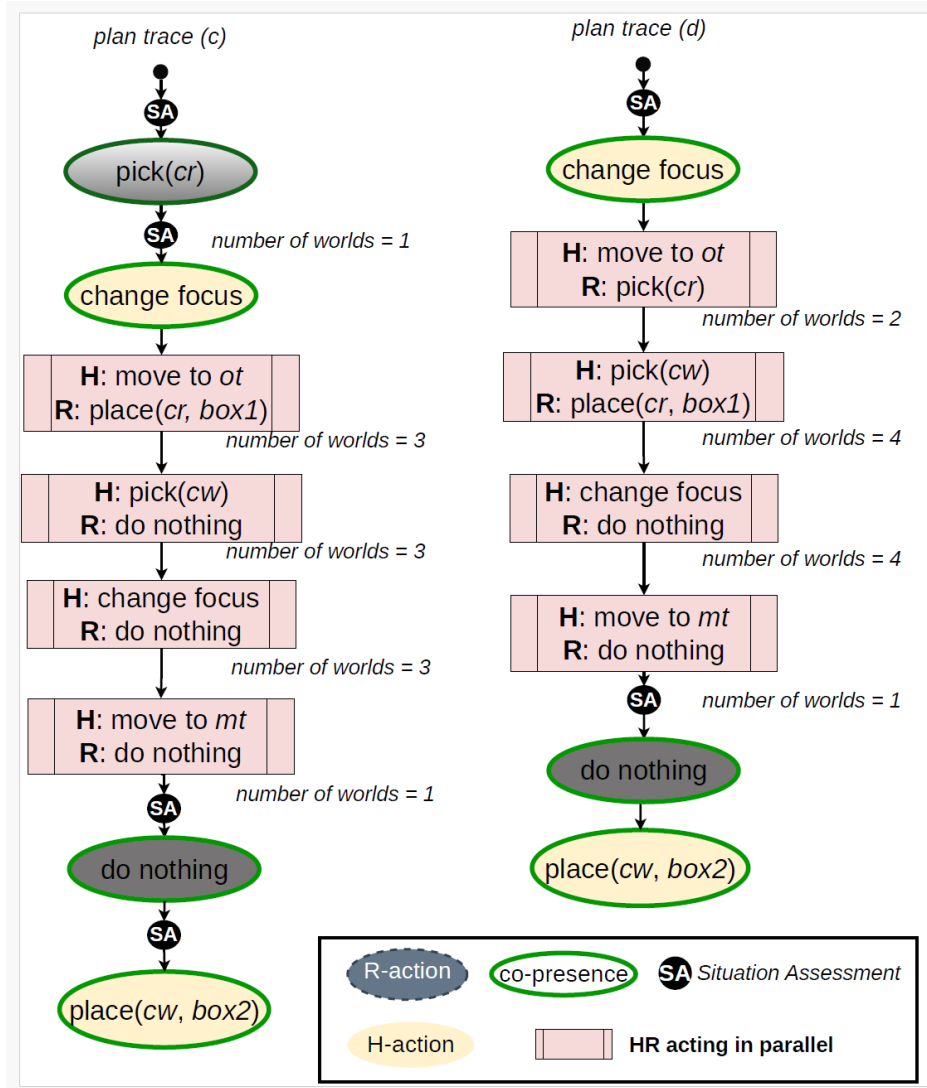 plan trace (c)
SA
pick(cr)
SA
number of worlds = 1
change focus
H: move to ot
R: place(cr, box1)
number of worlds = 3
H: pick(cw)
R: do nothing
number of worlds = 3
H: change focus
R: do nothing
number of worlds = 3
H: move to mt
R: do nothing
number of worlds = 1
SA
do nothing
SA
place(cw, box2)
plan trace (d)
SA
change focus
H: move to ot
R: pick(cr)
number of worlds = 2
H: pick(cw)
R: place(cr, box1)
number of worlds = 4
H: change focus
R: do nothing
number of worlds = 4
H: move to mt
R: do nothing
SA
number of worlds = 1
do nothing
place(cw, box2)
R-action
co-presence
SA Situation Assessment
H-action
HR acting in parallel